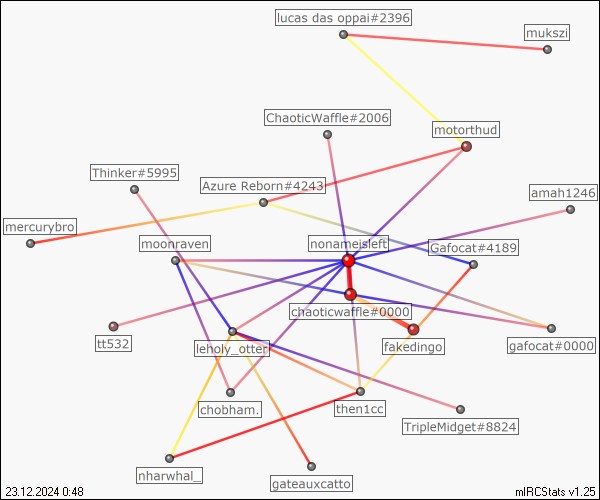 lucas das oppai#2396
mukszi
ChaoticWaffle#2006
motorthud
Thinker#5995
Azure Reborn#4243
amah1246
mercurybro
moonraven
nonameisleft
Gafocat#4189
chaoticwaffle#0000
tt532
leholy_otter
fakedingo
gafocat#0000
chobham.
then1cc
TripleMidget#8824
nharwhal_
gateauxcatto
23.12.2024 0:48
mIRCStats v1.25